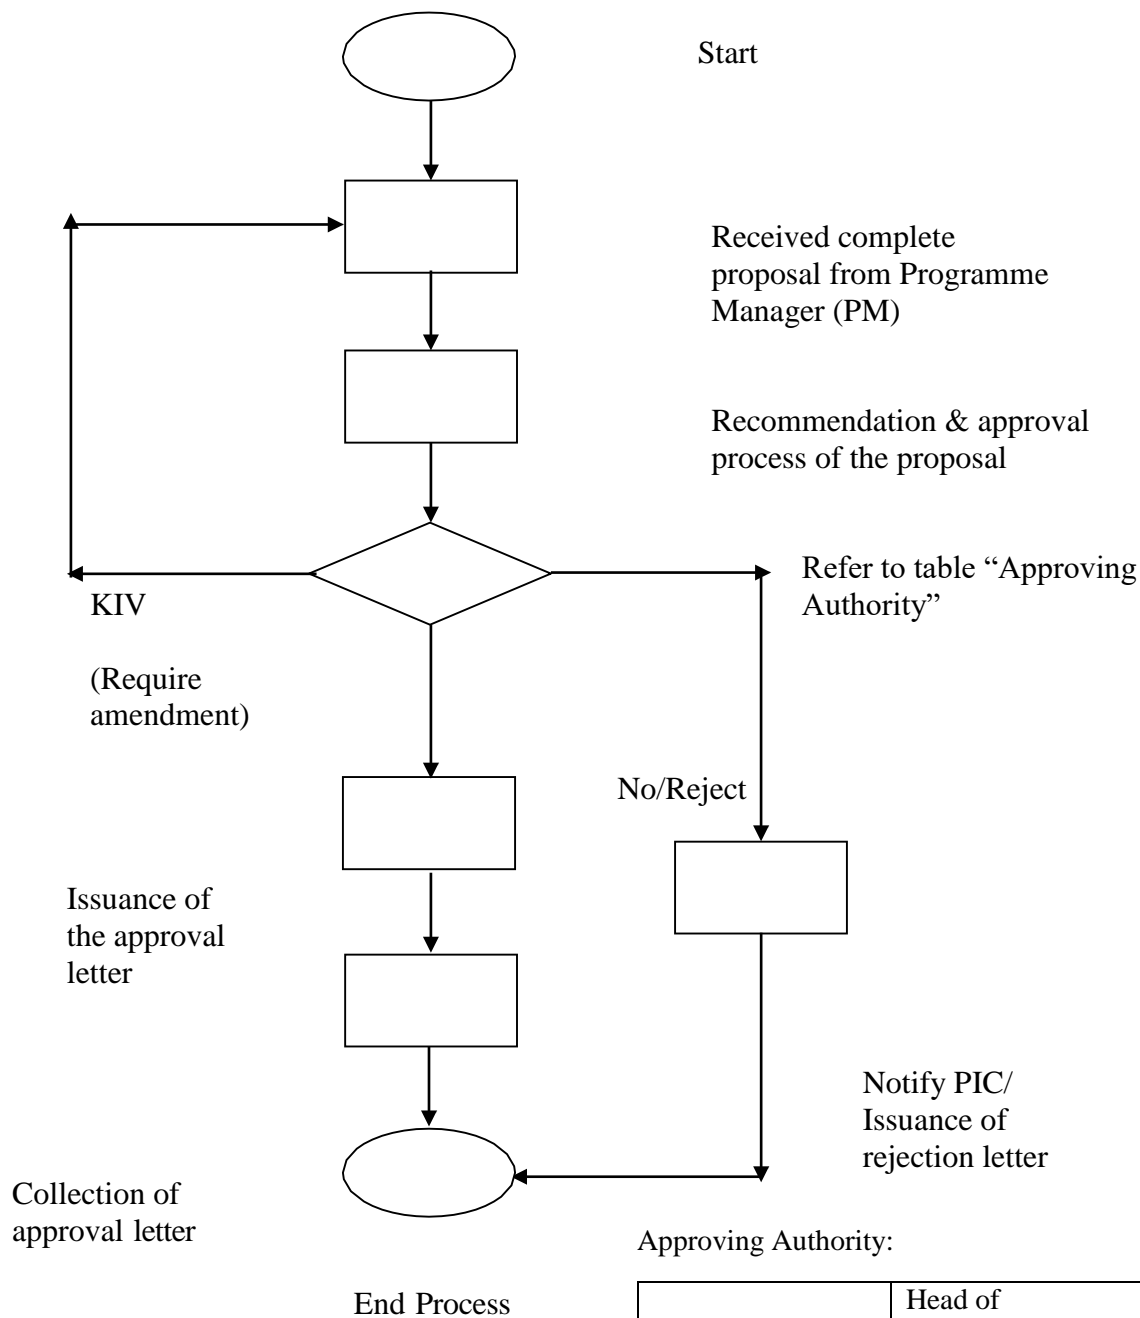 Start
Received complete
proposal from Programme
Manager (PM)
Recommendation & approval
process of the proposal
Refer to table “Approving
Authority”
KIV
(Require
amendment)
No/Reject
Issuance of
the approval
letter
Notify PIC/
Issuance of
rejection letter
Collection of
approval letter
Approving Authority:
End Process
Head of